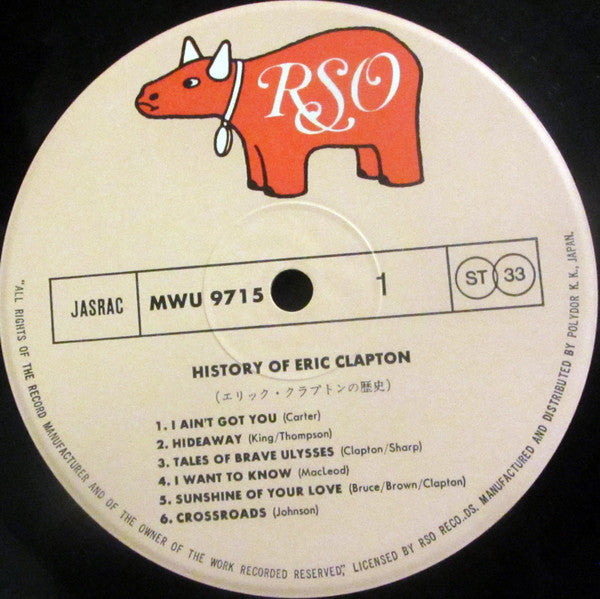 RSO
JASRAC MWU 9715 1 ST 33
HISTORY OF ERIC CLAPTON
(エリック・クラプトンの歴史)
1. I AIN'T GOT YOU (Carter)
2. HIDEAWAY (King/Thompson)
3. TALES OF BRAVE ULYSSES (Clapton/Sharp)
4. I WANT TO KNOW (MacLeod)
5. SUNSHINE OF YOUR LOVE (Bruce/Brown/Clapton)
6. CROSSROADS (Johnson)
"ALL RIGHTS OF THE RECORD MANUFACTURER AND OF THE OWNER OF THE WORK RECORDED RESERVED", LICENSED BY RSO RECO..DS. MANUFACTURED AND DISTRIBUTED BY POLYDOR K. K., JAPAN.